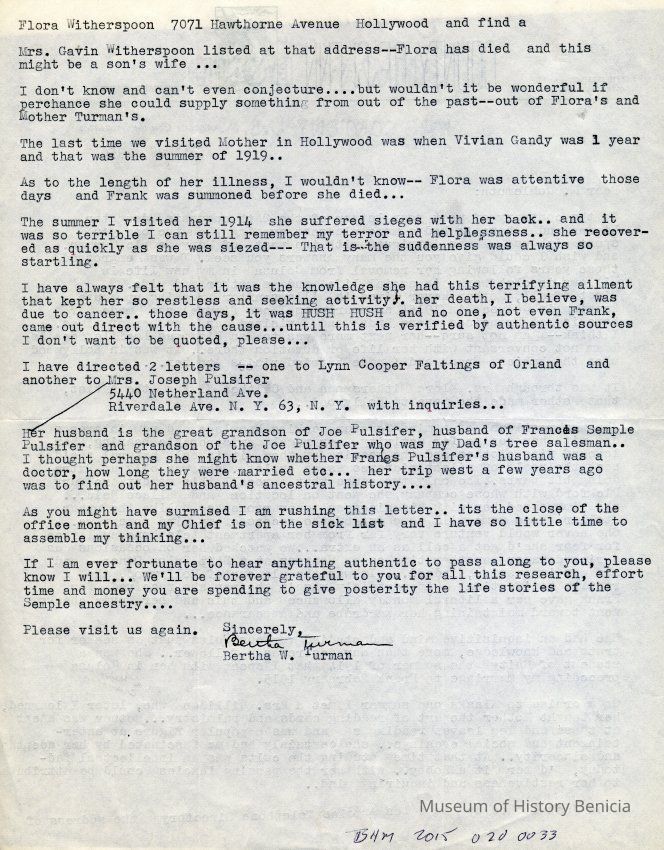 Flora Witherspoon 7071 Hawthorne Avenue Hollywood and find a
Mrs. Gavin Witherspoon listed at that address--Flora has died and this
might be a son's wife ...
I don't know and can't even conjecture....but wouldn't it be wonderful if
perchance she could supply something from out of the past--out of Flora's and
Mother Turman's.
The last time we visited Mother in Hollywood was when Vivian Gandy was 1 year
and that was the summer of 1919..
As to the length of her illness, I wouldn't know-- Flora was attentive those
days and Frank was summoned before she died...
The summer I visited her 1914 she suffered sieges with her back.. and it
was so terrible I can still remember my terror and helplessness.. she recover-
ed as quickly as she was siezed--- That is--the suddenness was always so
startling.
I have always felt that it was the knowledge she had this terrifying ailment
that kept her so restless and seeking activity. her death, I believe, was
due to cancer.. those days, it was HUSH HUSH and no one, not even Frank,
came out direct with the cause...until this is verified by authentic sources
I don't want to be quoted, please...
I have directed 2 letters -- one to Lynn Cooper Faltings of Orland and
another to Mrs. Joseph Pulsifer
5440 Netherland Ave.
Riverdale Ave. N. Y. 63, N. Y. with inquiries...
Her husband is the great grandson of Joe Pulsifer, husband of Frances Semple
Pulsifer and grandson of the Joe Pulsifer who was my Dad's tree salesman..
I thought perhaps she might know whether Frances Pulsifer's husband was a
doctor, how long they were married etc... her trip west a few years ago
was to find out her husband's ancestral history....
As you might have surmised I am rushing this letter.. its the close of the
office month and my Chief is on the sick list and I have so little time to
assemble my thinking...
If I am ever fortunate to hear anything authentic to pass along to you, please
know I will... We'll be forever grateful to you for all this research, effort
time and money you are spending to give posterity the life stories of the
Semple ancestry....
Please visit us again. Sincerely,
Bertha Turman
Bertha W. Turman
Museum of History Benicia
BHM 2015 020 0033